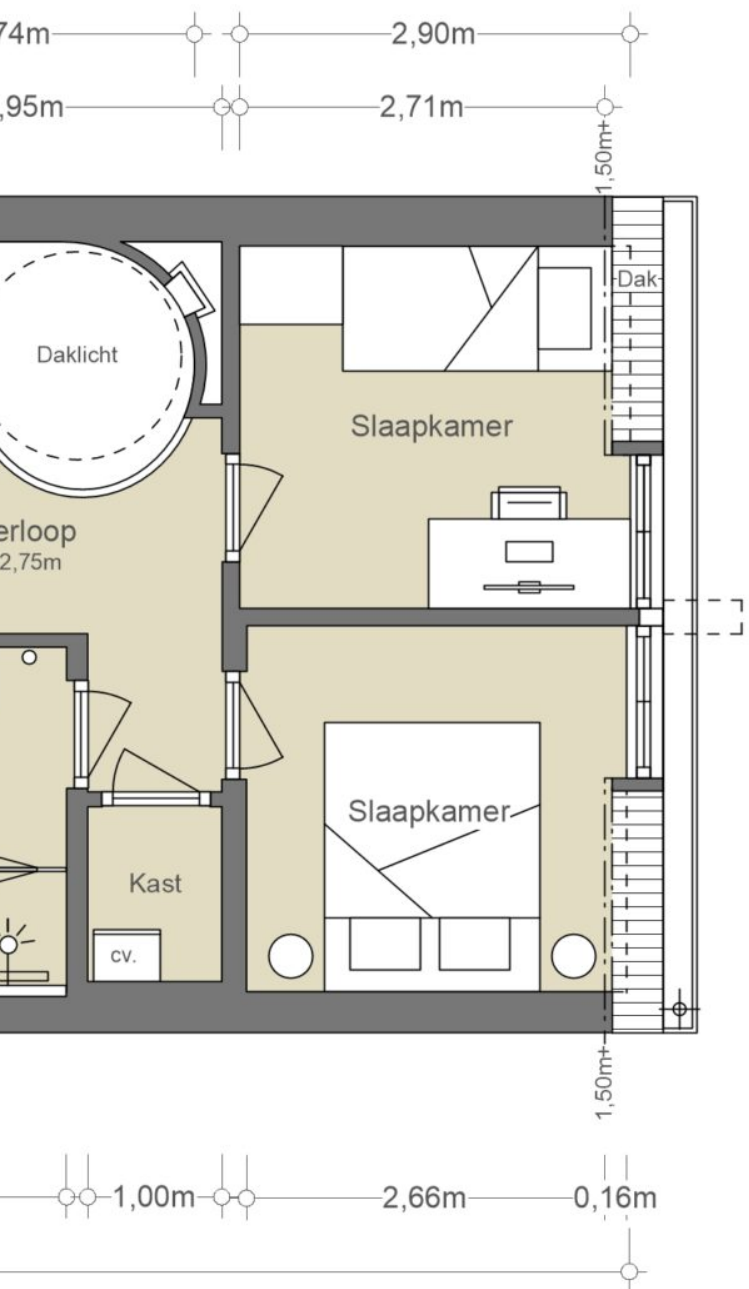 74m
2,90m
,95m
2,71m
1,50m+
Dak
Daklicht
Slaapkamer
erloop
2,75m
Slaapkamer
Kast
cv.
1,50m+
1,00m
2,66m
0,16m